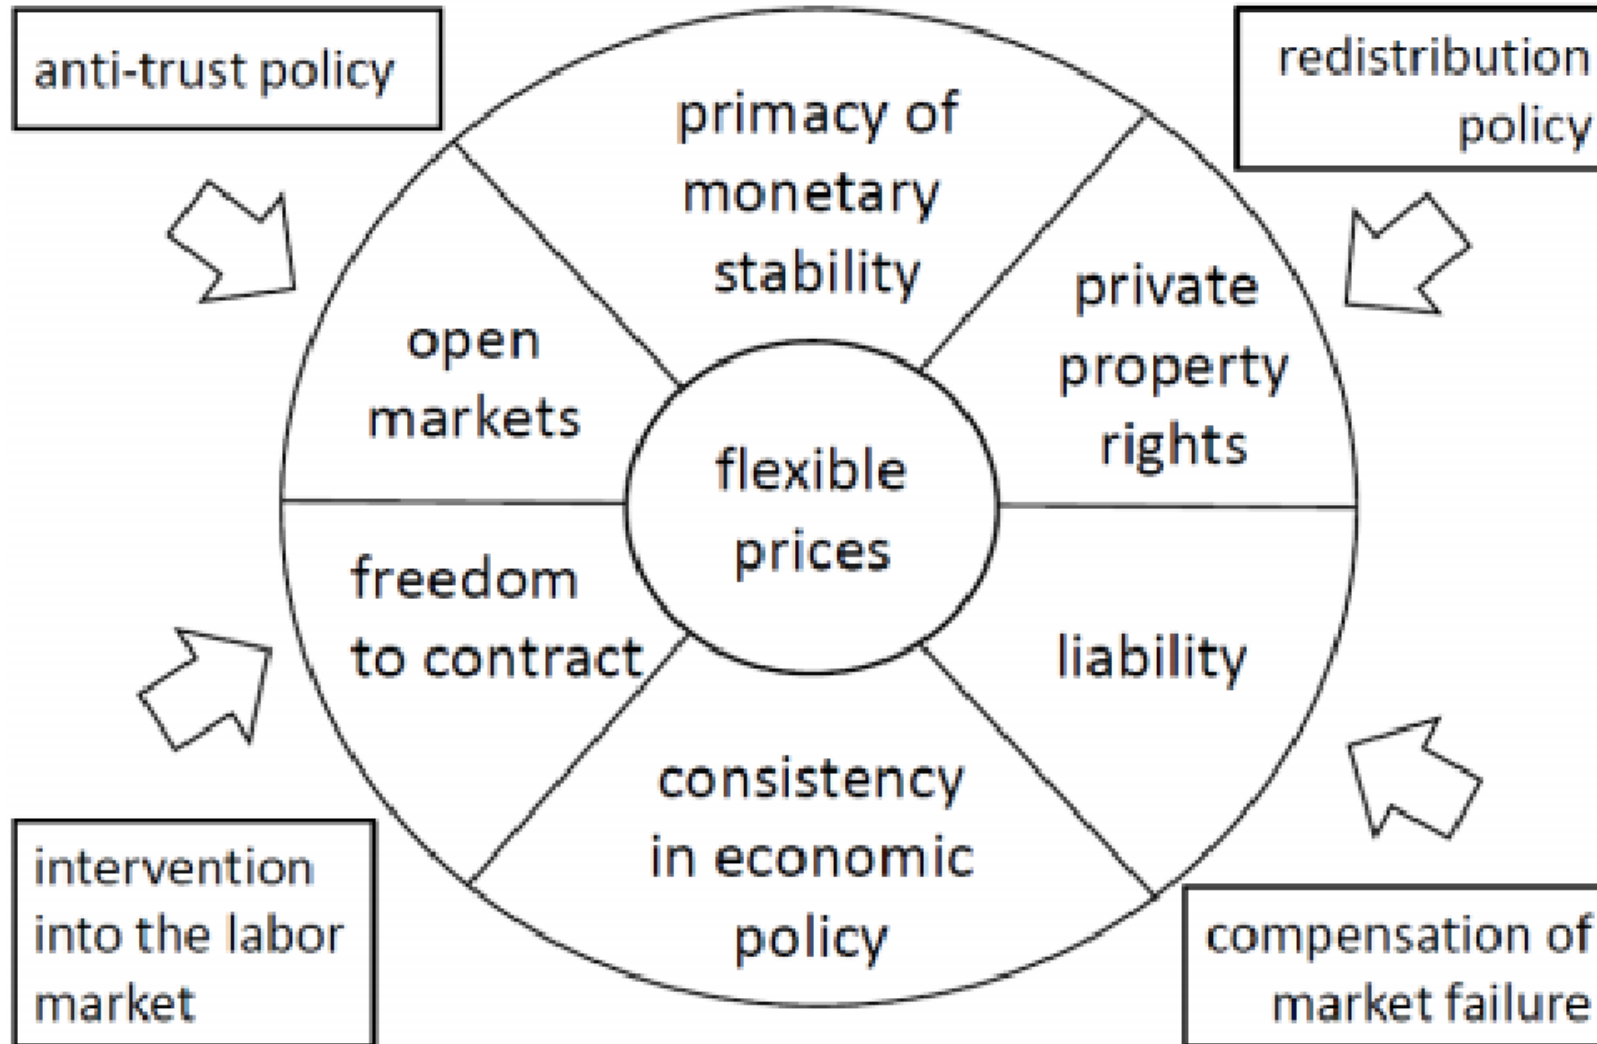 anti-trust policy
redistribution
policy
primacy of
monetary
stability
open
markets
private
property
rights
flexible
prices
freedom
to contract
liability
consistency
in economic
policy
intervention
into the labor
market
compensation of
market failure